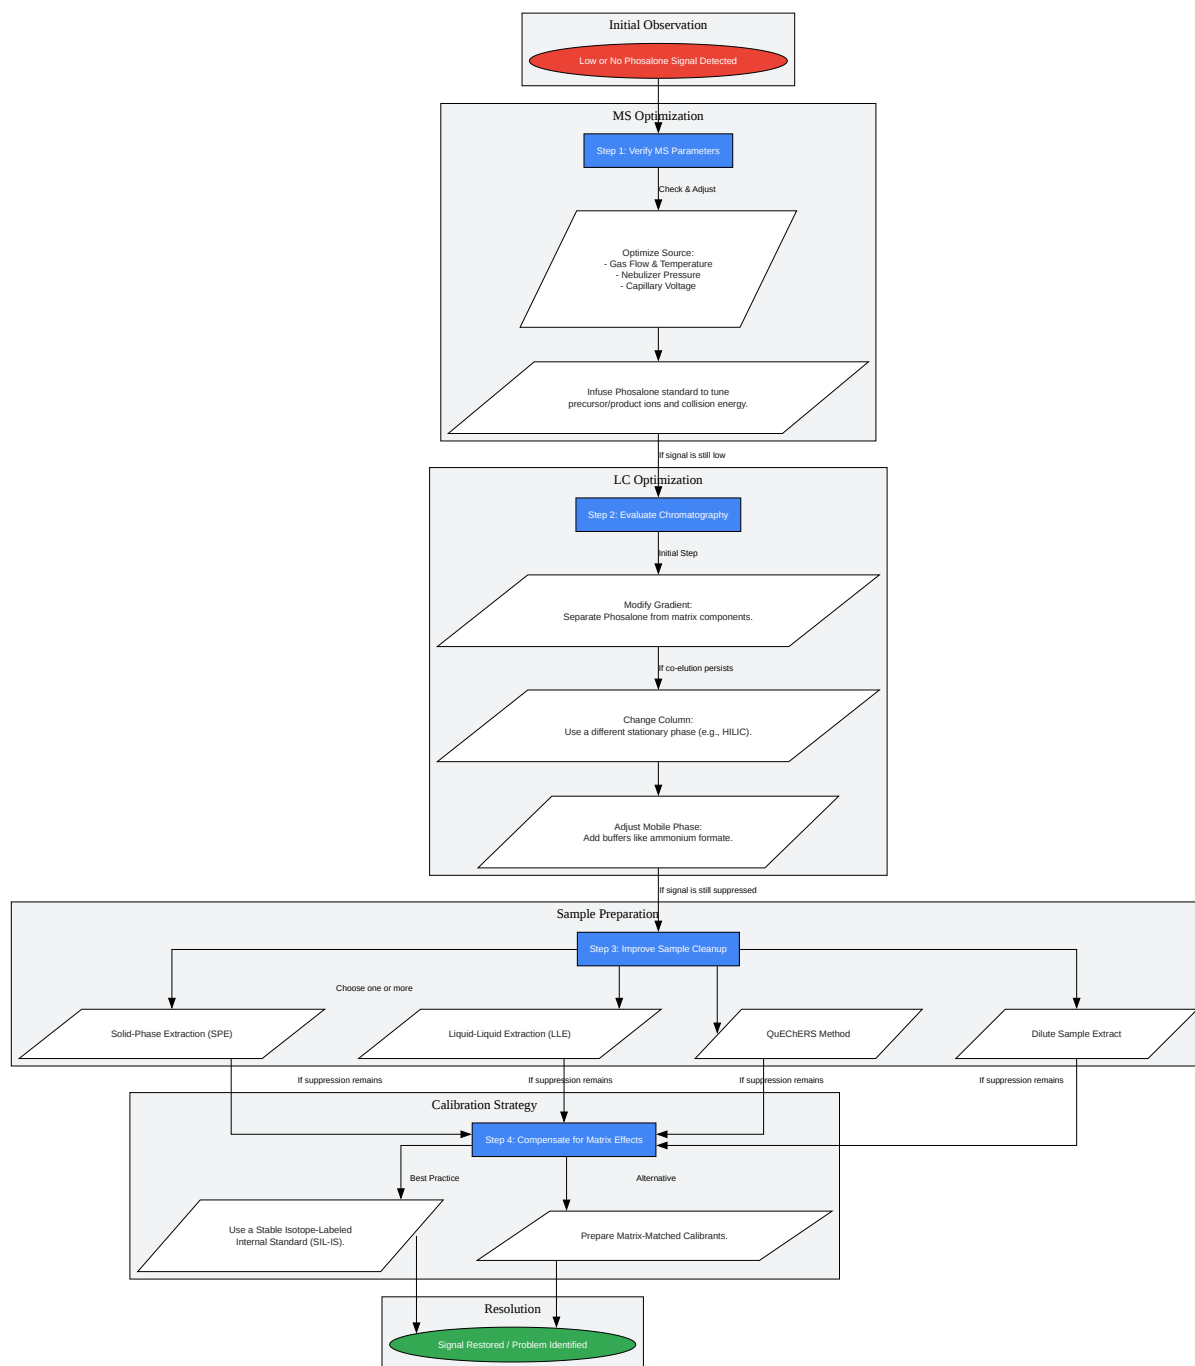 Initial Observation
Low or No Phosalone Signal Detected
MS Optimization
Step 1: Verify MS Parameters
Check & Adjust
Optimize Source:
- Gas Flow & Temperature
- Nebulizer Pressure
- Capillary Voltage
Infuse Phosalone standard to tune
precursor/product ions and collision energy.
If signal is still low
LC Optimization
Step 2: Evaluate Chromatography
Initial Step
Modify Gradient:
Separate Phosalone from matrix components.
If co-elution persists
Change Column:
Use a different stationary phase (e.g., HILIC).
Adjust Mobile Phase:
Add buffers like ammonium formate.
If signal is still suppressed
Sample Preparation
Step 3: Improve Sample Cleanup
Choose one or more
Solid-Phase Extraction (SPE)
Liquid-Liquid Extraction (LLE)
QuEChERS Method
Dilute Sample Extract
If suppression remains
If suppression remains
If suppression remains
If suppression remains
Calibration Strategy
Step 4: Compensate for Matrix Effects
Best Practice
Alternative
Use a Stable Isotope-Labeled
Internal Standard (SIL-IS).
Prepare Matrix-Matched Calibrants.
Resolution
Signal Restored / Problem Identified